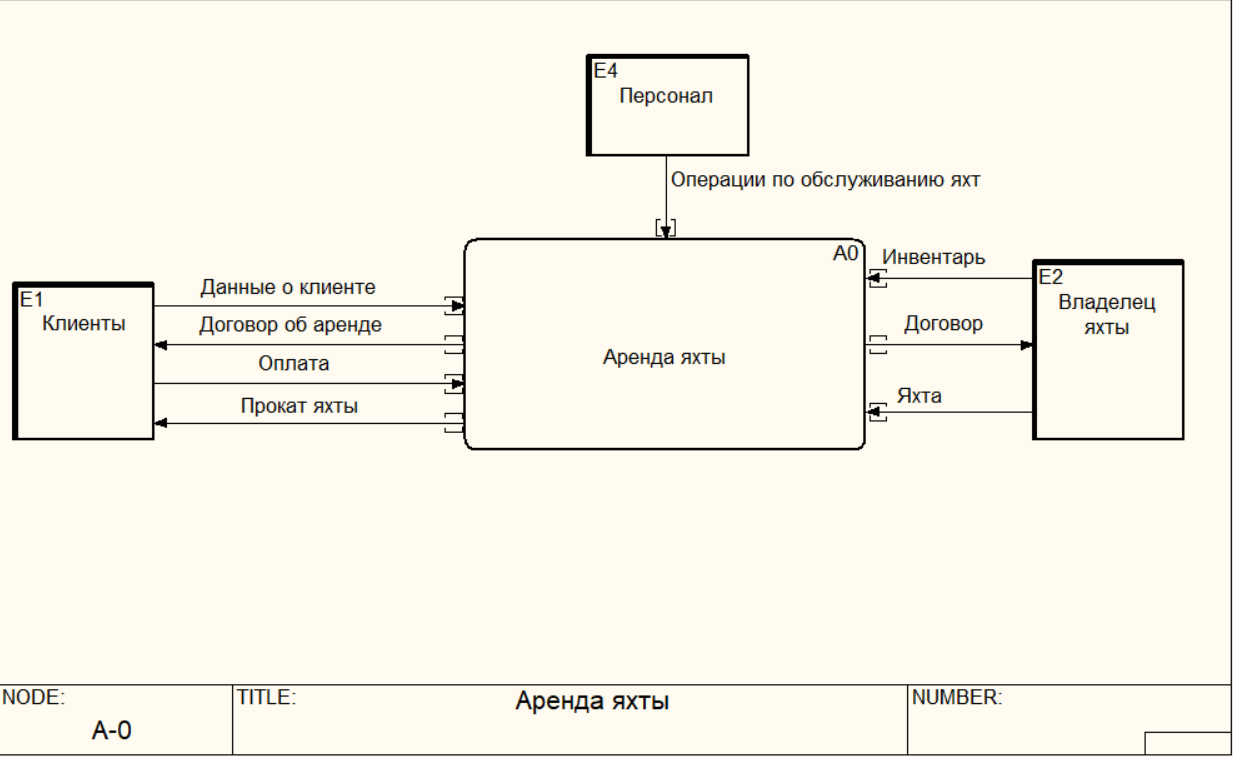 E4
Персонал
Операции по обслуживанию яхт
E1
Клиенты
Данные о клиенте
Договор об аренде
Оплата
Прокат яхты
A0
Аренда яхты
Инвентарь
Договор
Яхта
E2
Владелец
яхты
NODE:
A-0
TITLE:
Аренда яхты
NUMBER: